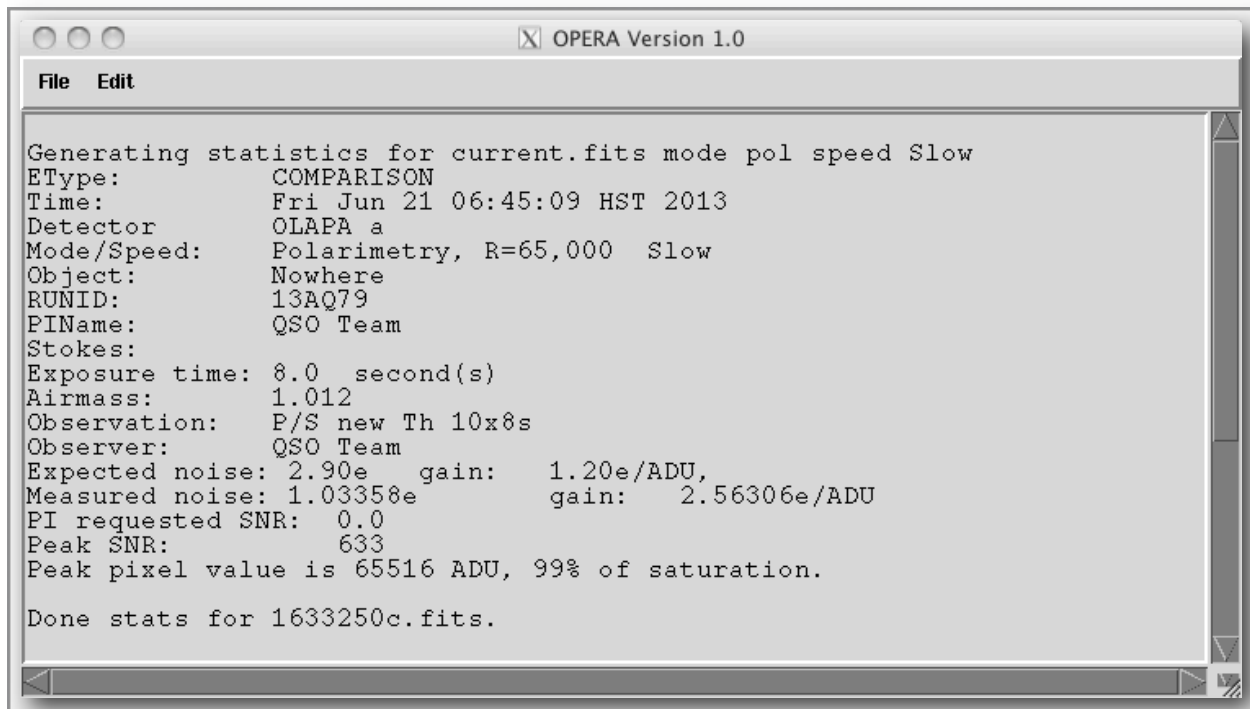 OPERA Version 1.0
File Edit
Generating statistics for current.fits mode pol speed Slow
EType: COMPARISON
Time: Fri Jun 21 06:45:09 HST 2013
Detector OLAPA a
Mode/Speed: Polarimetry, R=65,000 Slow
Object: Nowhere
RUNID: 13AQ79
PIName: QSO Team
Stokes:
Exposure time: 8.0 second(s)
Airmass: 1.012
Observation: P/S new Th 10x8s
Observer: QSO Team
Expected noise: 2.90e gain: 1.20e/ADU,
Measured noise: 1.03358e gain: 2.56306e/ADU
PI requested SNR: 0.0
Peak SNR: 633
Peak pixel value is 65516 ADU, 99% of saturation.
Done stats for 1633250c.fits.